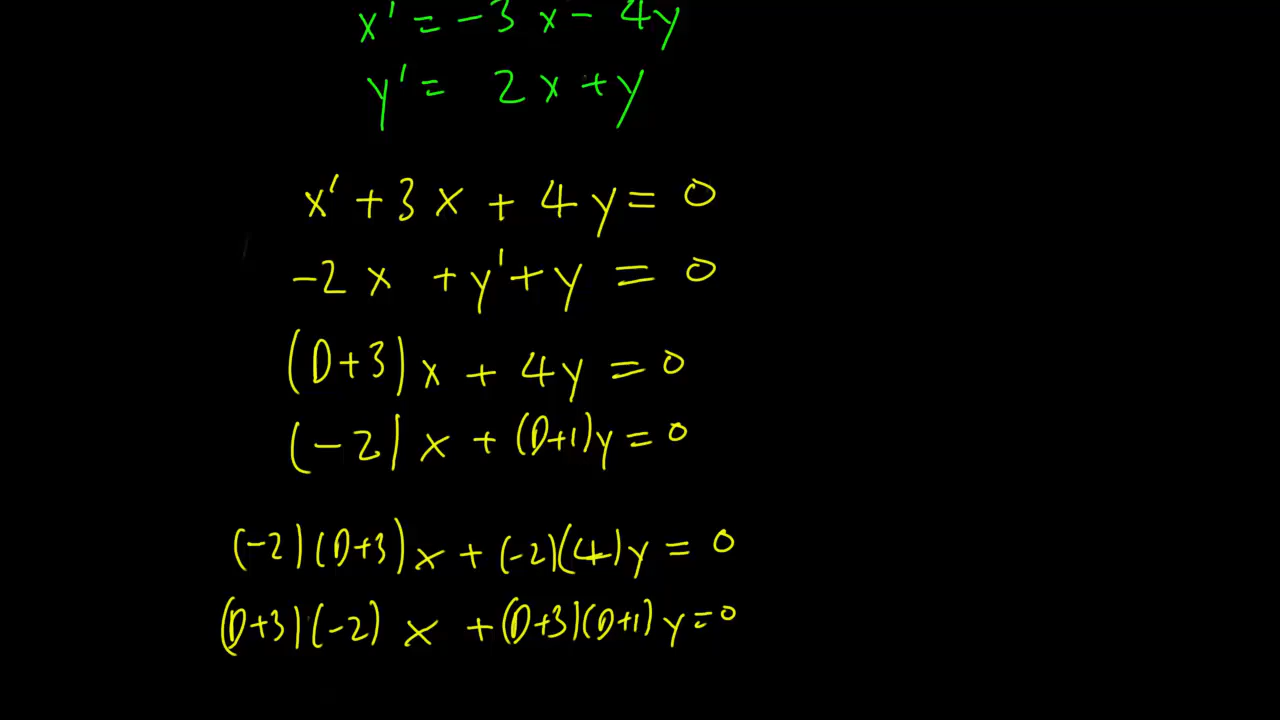 x' = -3x - 4y
y' = 2x + y
x' + 3x + 4y = 0
-2x + y' + y = 0
(D+3)x + 4y = 0
(-2)x + (D+1)y = 0
(-2)(D+3)x + (-2)(4)y = 0
(D+3)(-2)x + (D+3)(D+1)y = 0